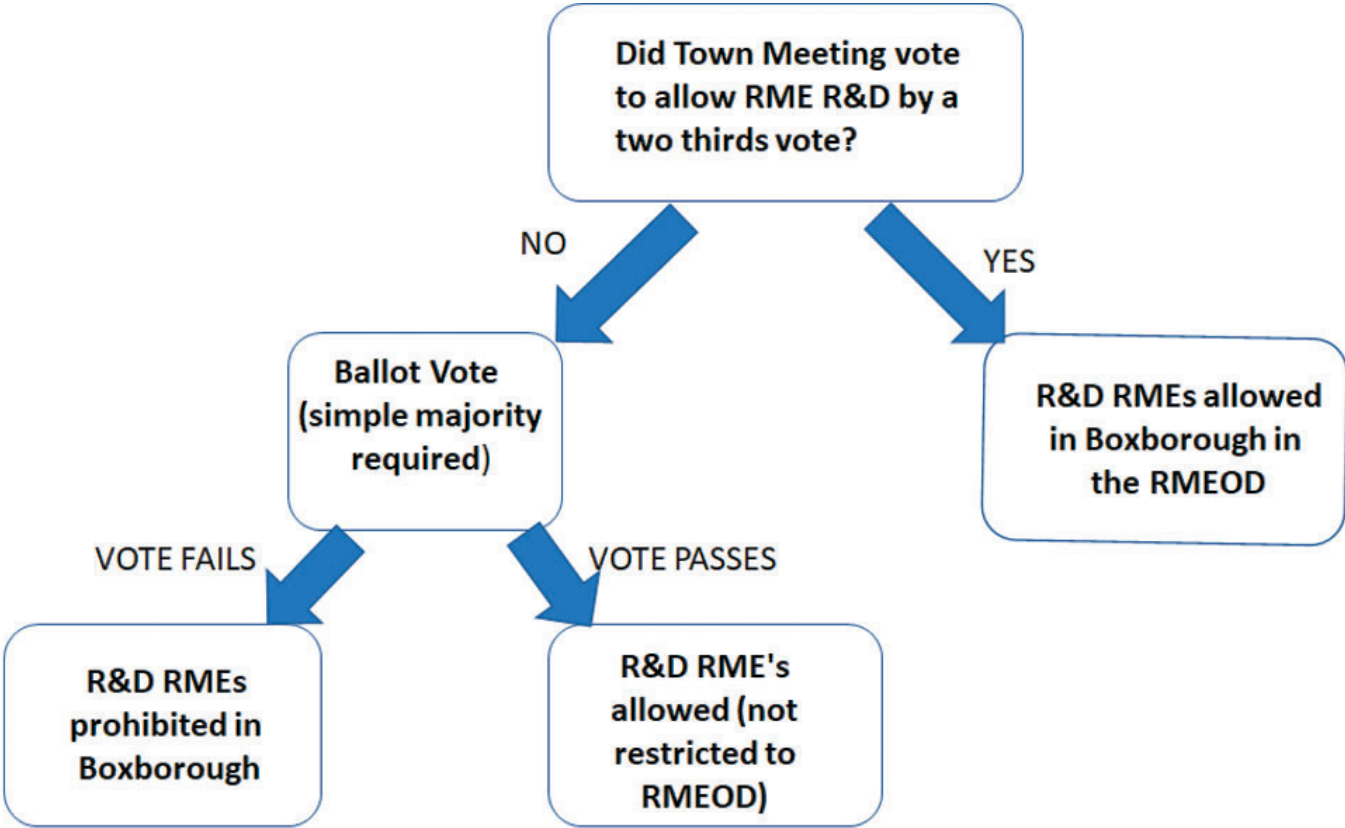 Did Town Meeting vote
to allow RME R&D by a
two thirds vote?
NO
YES
Ballot Vote
(simple majority
required)
R&D RMEs allowed
in Boxborough in
the RMEOD
VOTE FAILS
VOTE PASSES
R&D RMEs
prohibited in
Boxborough
R&D RME's
allowed (not
restricted to
RMEOD)